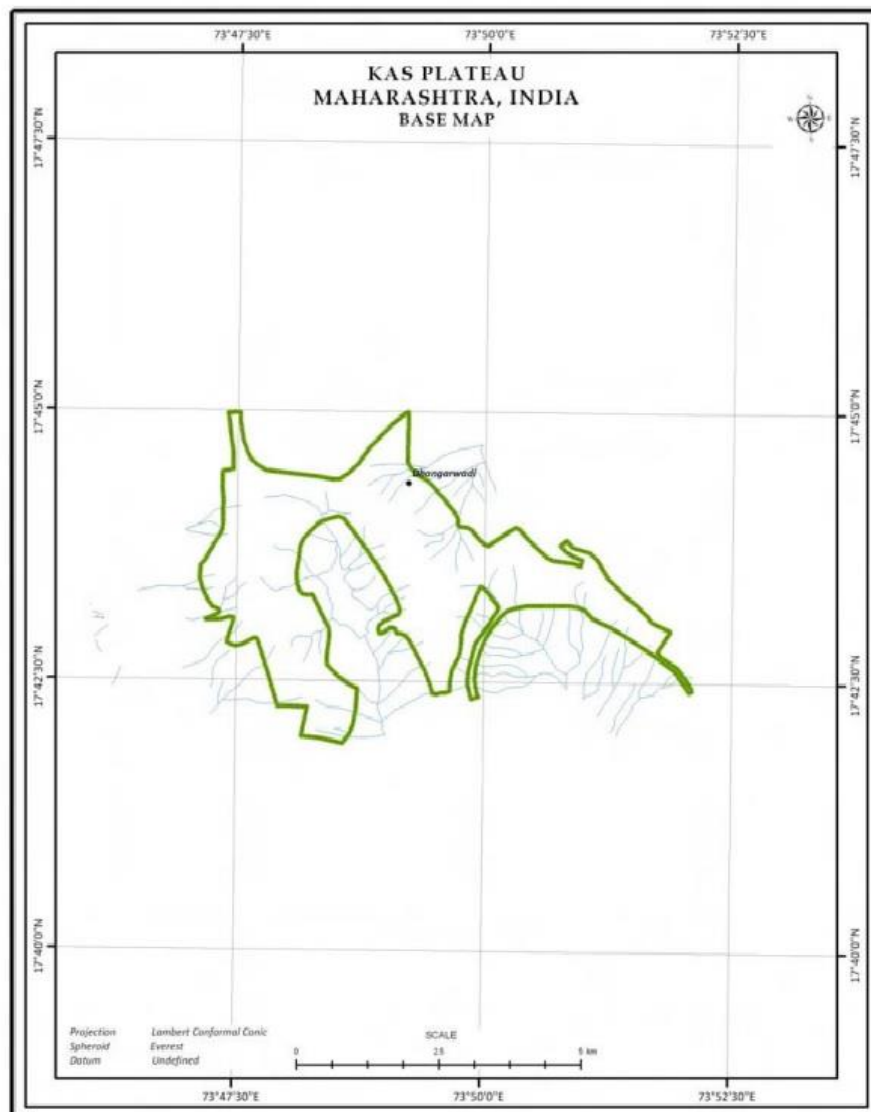 73°47'30"E 73°50'0"E 73°52'30"E
KAS PLATEAU
MAHARASHTRA, INDIA
BASE MAP
17°47'30"N 17°47'30"N
17°45'0"N 17°45'0"N
Dhangarwadi
17°42'30"N 17°42'30"N
17°40'0"N 17°40'0"N
Projection Lambert Conformal Conic
Spheroid Everest
Datum Undefined
SCALE
0 2.5 5 km
73°47'30"E 73°50'0"E 73°52'30"E